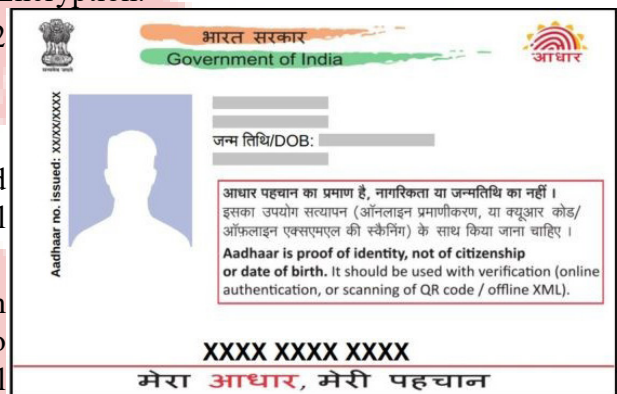 Encryption.
2
भारत सरकार
Government of India
आधार
Aadhaar no. issued: XX/XX/XXXX
जन्म तिथि/DOB:
d
l
आधार पहचान का प्रमाण है, नागरिकता या जन्मतिथि का नहीं ।
इसका उपयोग सत्यापन (ऑनलाइन प्रमाणीकरण, या क्यूआर कोड/
ऑफलाइन एक्सएमएल की स्कैनिंग) के साथ किया जाना चाहिए ।
Aadhaar is proof of identity, not of citizenship
or date of birth. It should be used with verification (online
authentication, or scanning of QR code / offline XML).
n
o
l
XXXX XXXX XXXX
मेरा आधार, मेरी पहचान